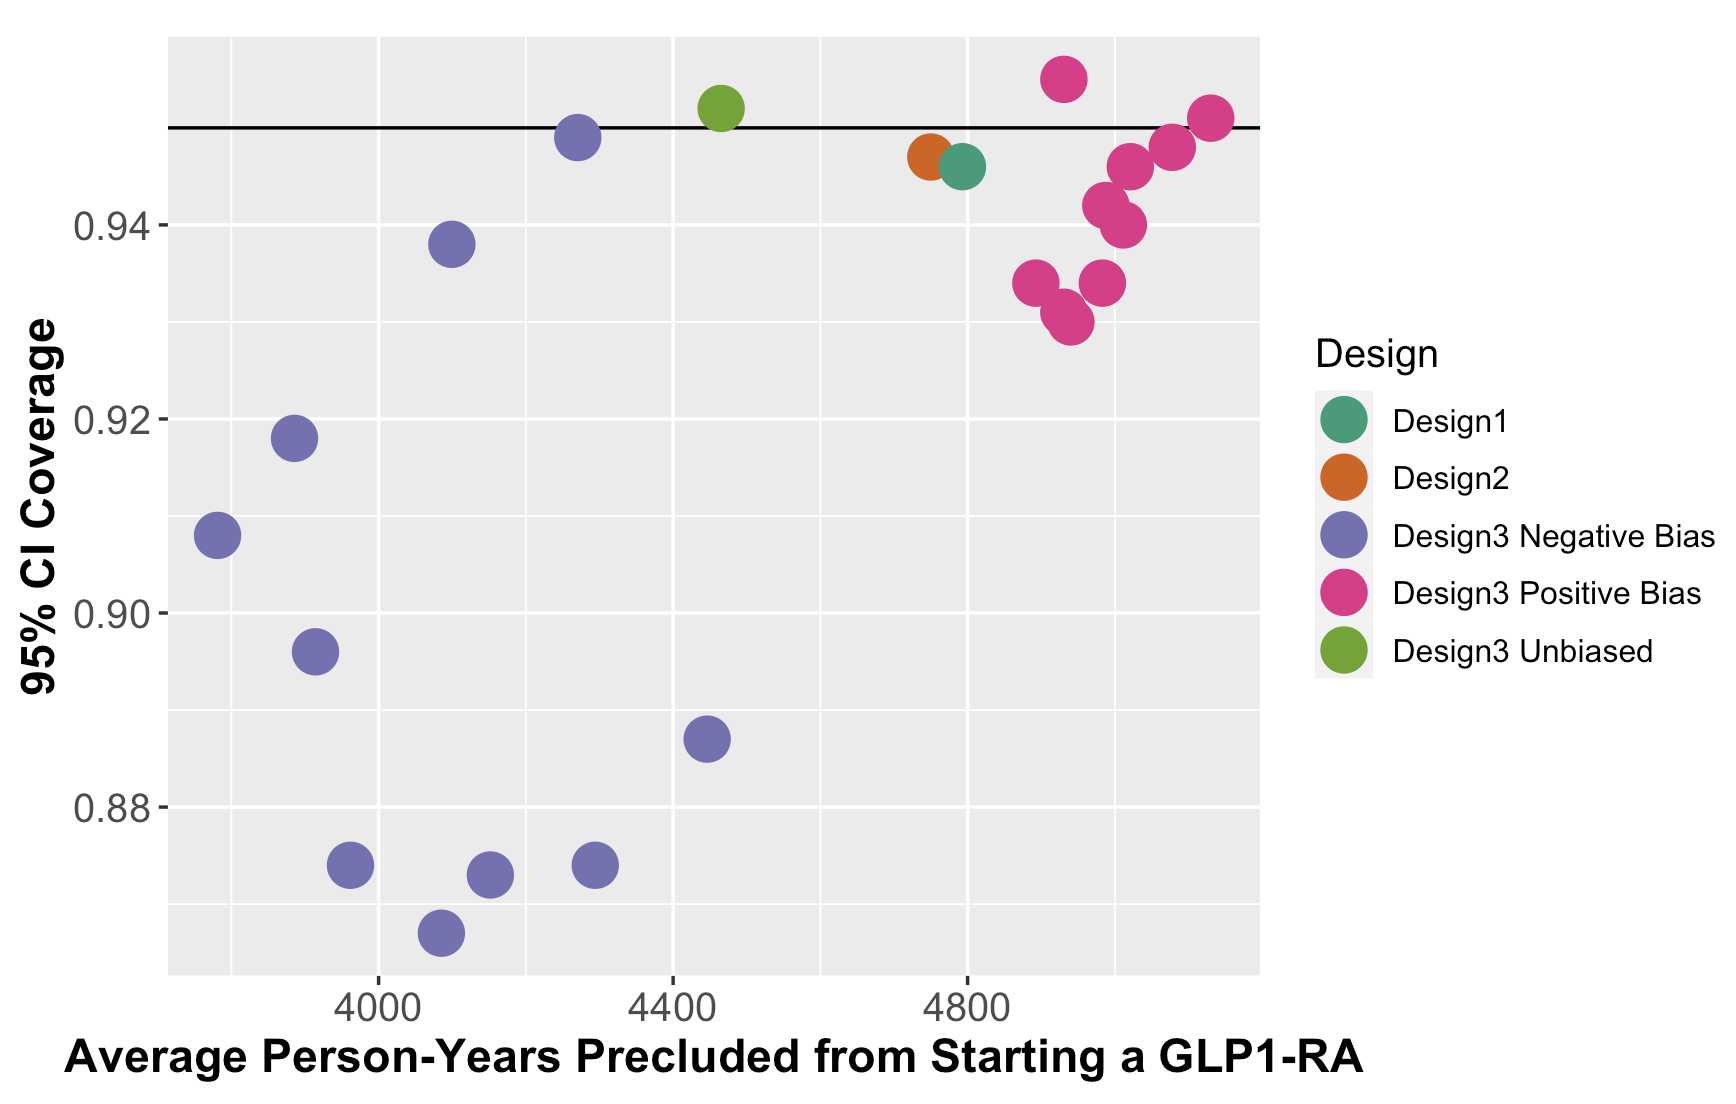 95% CI Coverage
0.94
0.92
0.90
0.88
4000
4400
4800
Average Person-Years Precluded from Starting a GLP1-RA
Design
Design1
Design2
Design3 Negative Bias
Design3 Positive Bias
Design3 Unbiased